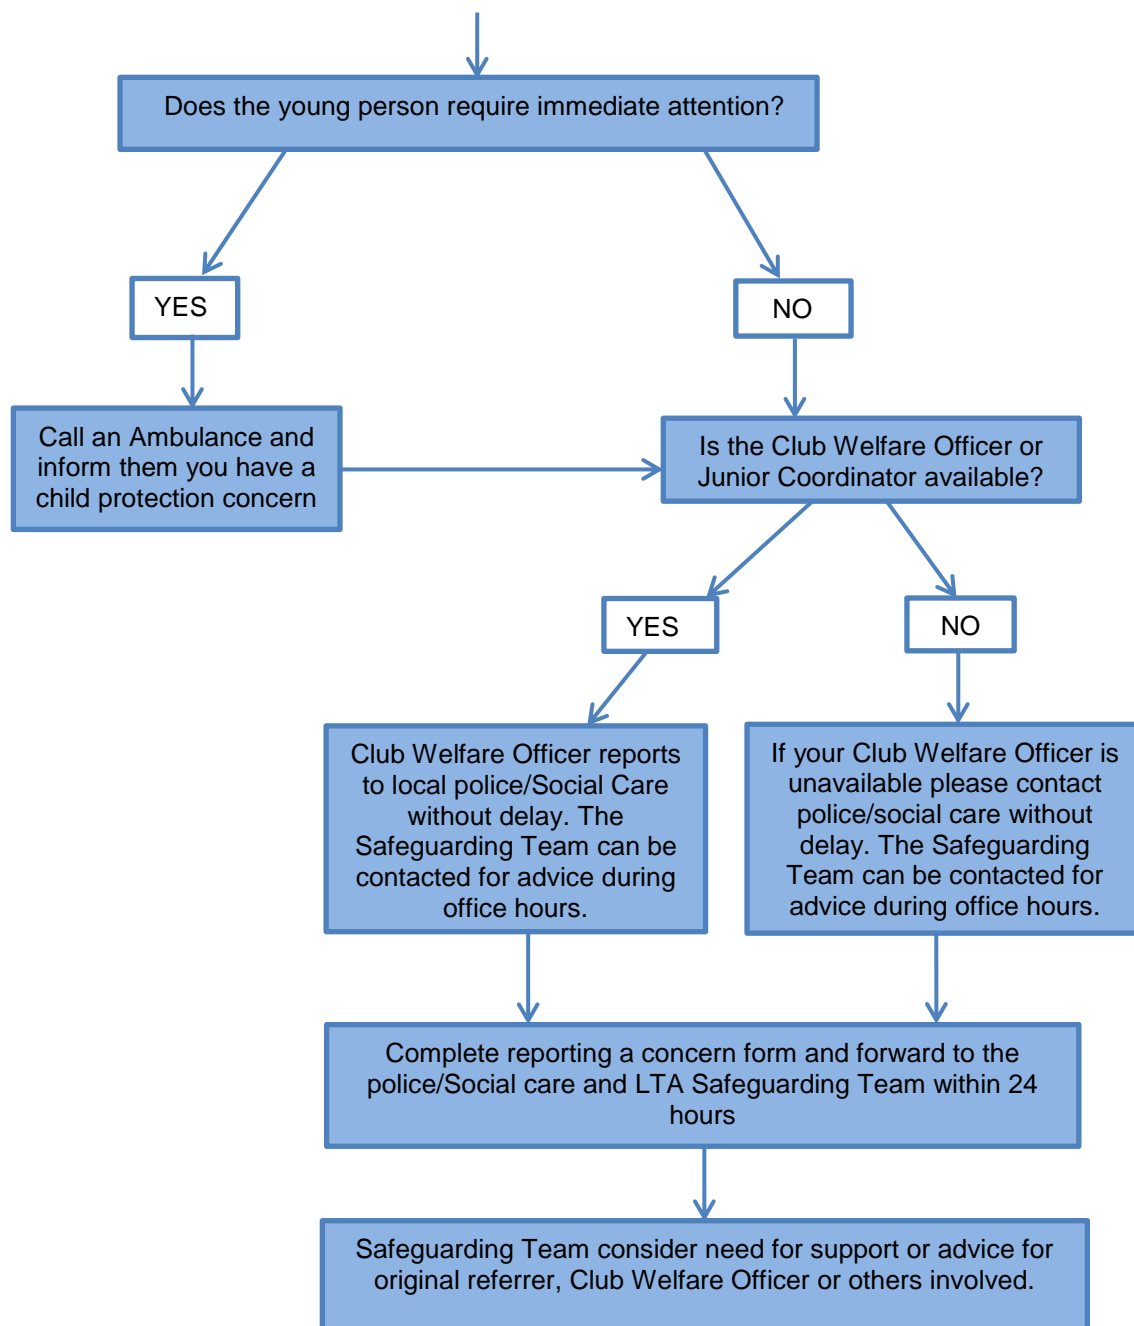 Does the young person require immediate attention?
YES
NO
Call an Ambulance and
inform them you have a
child protection concern
Is the Club Welfare Officer or
Junior Coordinator available?
YES
NO
Club Welfare Officer reports
to local police/Social Care
without delay. The
Safeguarding Team can be
contacted for advice during
office hours.
If your Club Welfare Officer is
unavailable please contact
police/social care without
delay. The Safeguarding
Team can be contacted for
advice during office hours.
Complete reporting a concern form and forward to the
police/Social care and LTA Safeguarding Team within 24
hours
Safeguarding Team consider need for support or advice for
original referrer, Club Welfare Officer or others involved.